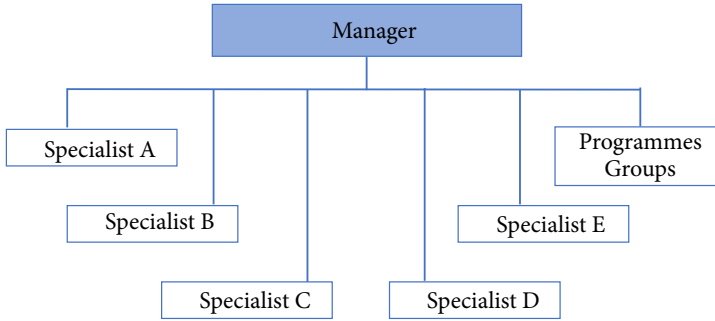 Manager
Specialist A
Programmes
Groups
Specialist B
Specialist E
Specialist C
Specialist D